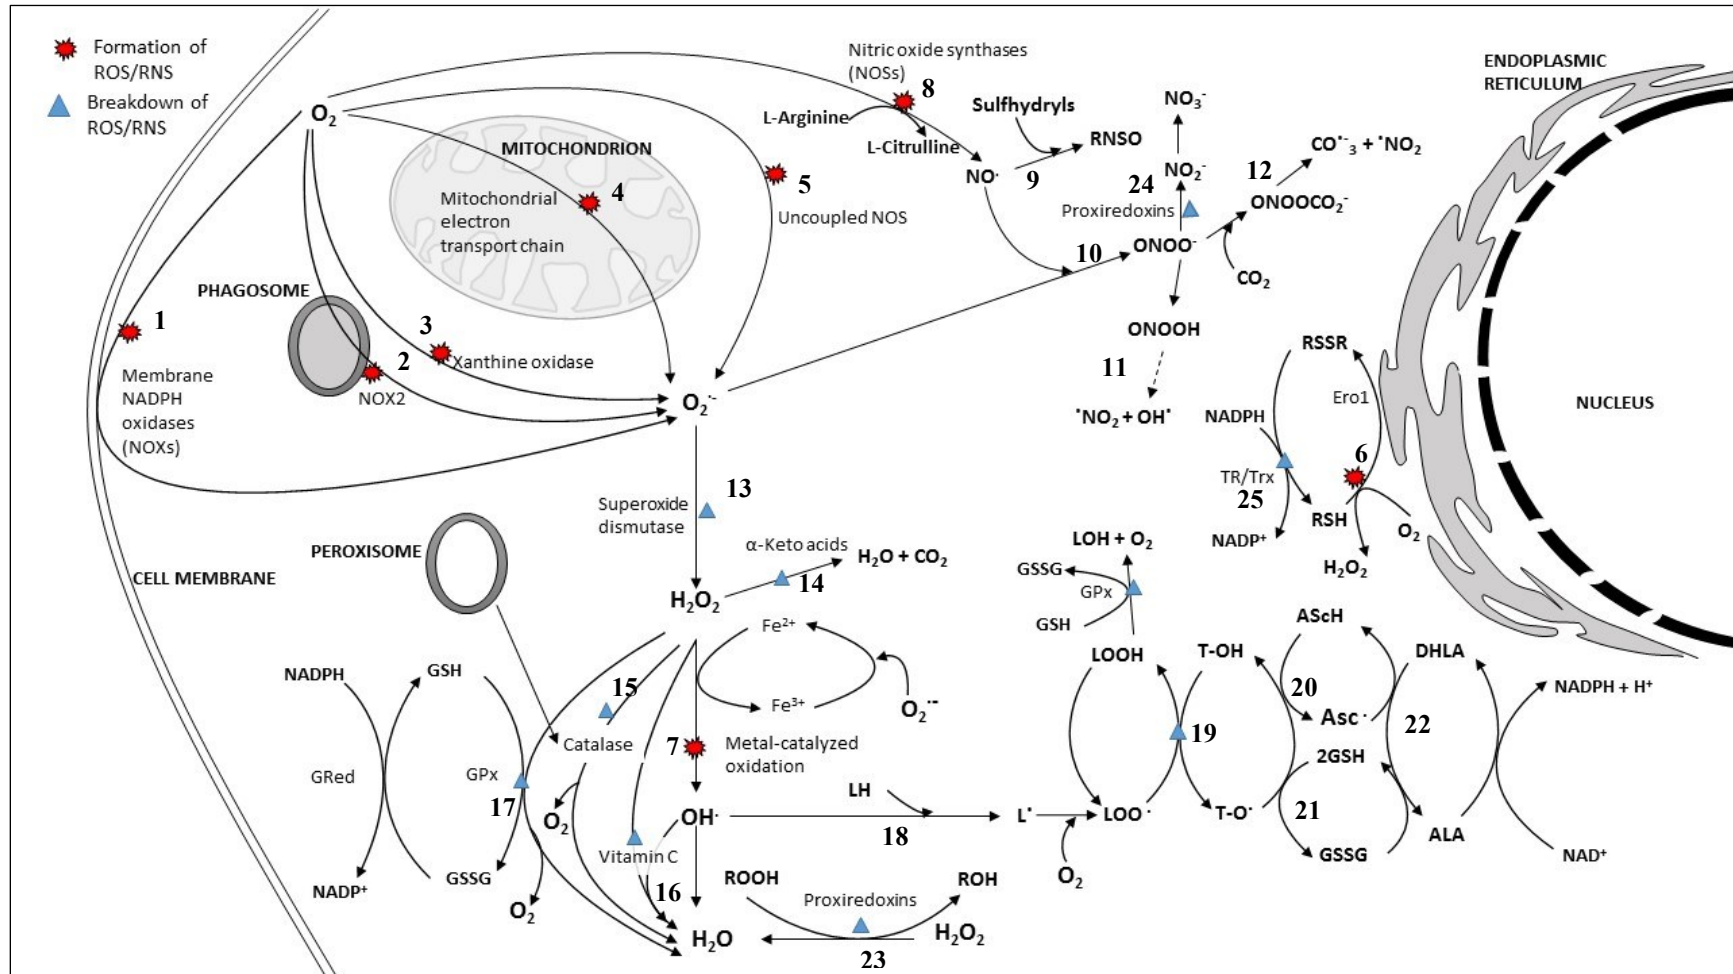 Formation of
ROS/RNS
Breakdown of
ROS/RNS
O₂
MITOCHONDRION
Mitochondrial
electron
transport chain
4
5
Uncoupled NOS
Nitric oxide synthases
(NOSs)
8
L-Arginine
L-Citrulline
NO·
Sulfhydryls
RNSO
9
NO₃⁻
NO₂⁻
24
Proxiredoxins
10
ONOO⁻
12
CO•⁻₃ + •NO₂
ONOOCO₂⁻
CO₂
ONOOH
11
•NO₂ + OH•
ENDOPLASMIC
RETICULUM
NUCLEUS
PHAGOSOME
1
2
3
Xanthine oxidase
NOX2
Membrane
NADPH
oxidases
(NOXs)
O₂•⁻
RSSR
Ero1
NADPH
6
TR/Trx
25
RSH
O₂
NADP⁺
H₂O₂
13
Superoxide
dismutase
PEROXISOME
CELL MEMBRANE
α-Keto acids
H₂O + CO₂
14
H₂O₂
Fe²⁺
Fe³⁺
O₂•⁻
LOH + O₂
GSSG
GPx
GSH
LOOH
T-OH
AScH
DHLA
NADPH + H⁺
20
Asc·
22
19
2GSH
NADPH
GSH
15
Catalase
7
Metal-catalyzed
oxidation
GRed
GPx
17
O₂
OH·
LH
18
L•
LOO·
T-O•
21
ALA
GSSG
NAD⁺
O₂
Vitamin C
16
NADP⁺
GSSG
O₂
ROOH
ROH
Proxiredoxins
H₂O
H₂O₂
23